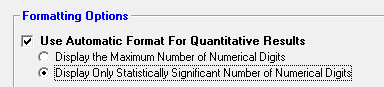 Formatting Options
Use Automatic Format For Quantitative Results
Display the Maximum Number of Numerical Digits
Display Only Statistically Significant Number of Numerical Digits